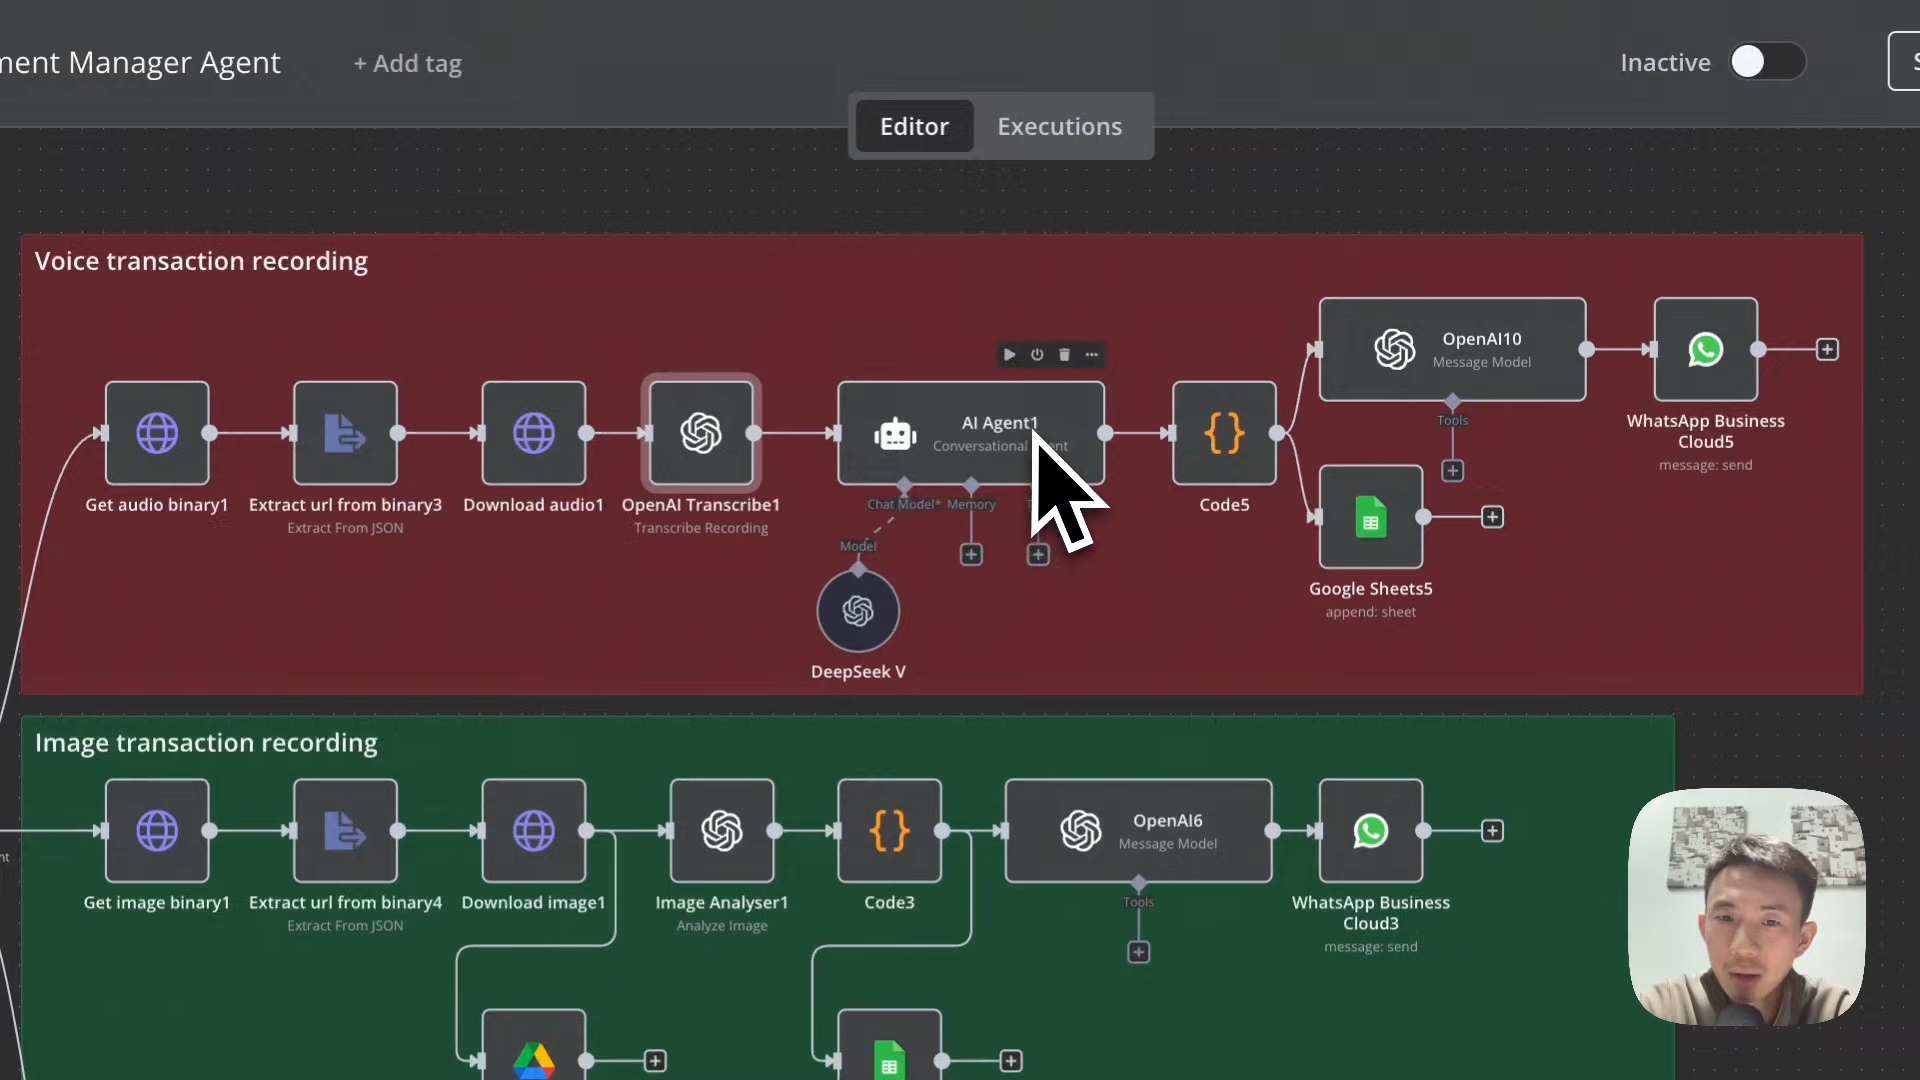 ment Manager Agent
+ Add tag
Inactive
S
Editor
Executions
Voice transaction recording
Get audio binary1
Extract url from binary3
Extract From JSON
Download audio1
OpenAI Transcribe1
Transcribe Recording
AI Agent1
Conversational
Chat Model*
Memory
Model
DeepSeek V
Code5
OpenAI10
Message Model
Tools
WhatsApp Business
Cloud5
message: send
Google Sheets5
append: sheet
Image transaction recording
Get image binary1
Extract url from binary4
Extract From JSON
Download image1
Image Analyser1
Analyze Image
Code3
OpenAI6
Message Model
Tools
WhatsApp Business
Cloud3
message: send